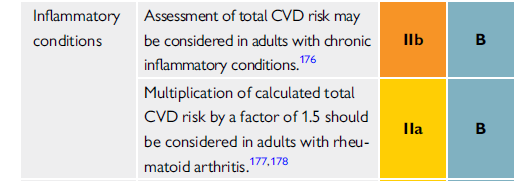 Inflammatory
conditions
Assessment of total CVD risk may
be considered in adults with chronic
inflammatory conditions.176
IIb
B
Multiplication of calculated total
CVD risk by a factor of 1.5 should
be considered in adults with rheu-
matoid arthritis.177,178
IIa
B